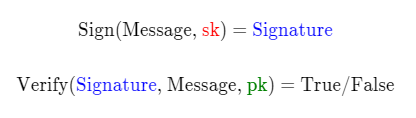 Sign(Message, sk) = Signature
Verify(Signature, Message, pk) = True/False